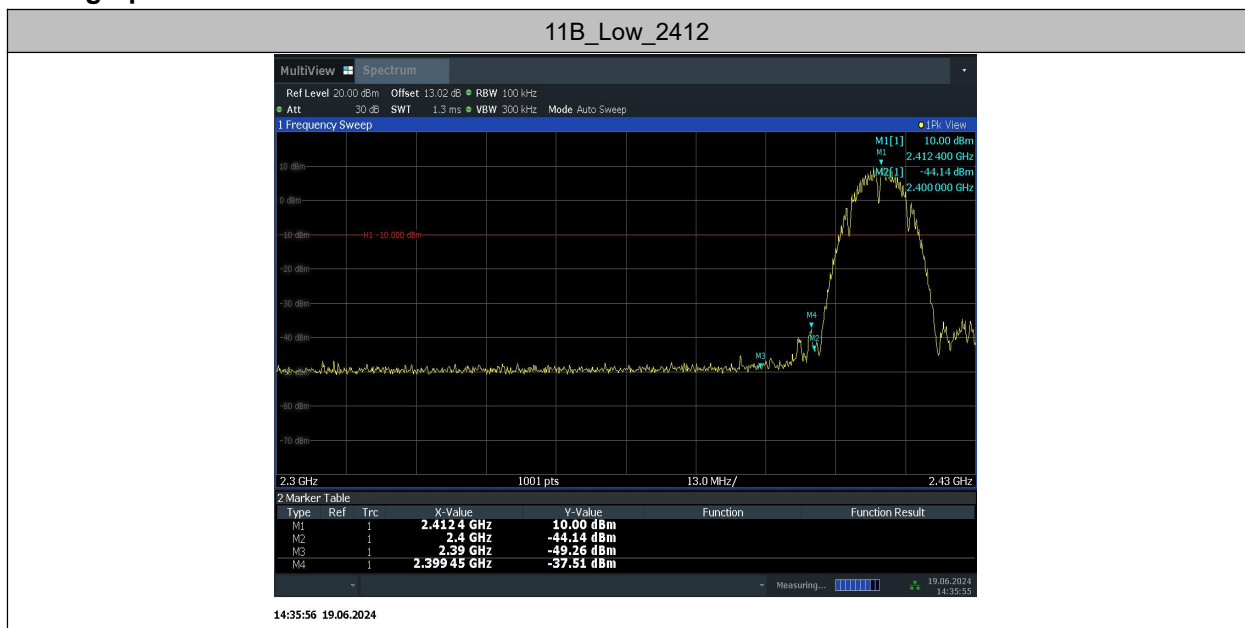 11B_Low_2412
MultiView Spectrum
Ref Level 20.00 dBm Offset 13.02 dB RBW 100 kHz
Att 30 dB SWT 1.3 ms VBW 300 kHz Mode Auto Sweep
1 Frequency Sweep 1Pk View
M1[1] 10.00 dBm
M1 2.412 400 GHz
10 dBm
M2[1] -44.14 dBm
2.400 000 GHz
0 dBm
-10 dBm H1 -10.000 dBm
-20 dBm
-30 dBm
M4
-40 dBm
M2
M3
-60 dBm
-70 dBm
2.3 GHz 1001 pts 13.0 MHz/ 2.43 GHz
2 Marker Table
Type Ref Trc X-Value Y-Value Function Function Result
M1 1 2.412 4 GHz 10.00 dBm
M2 1 2.4 GHz -44.14 dBm
M3 1 2.39 GHz -49.26 dBm
M4 1 2.399 45 GHz -37.51 dBm
Measuring... 19.06.2024
14:35:55
14:35:56 19.06.2024